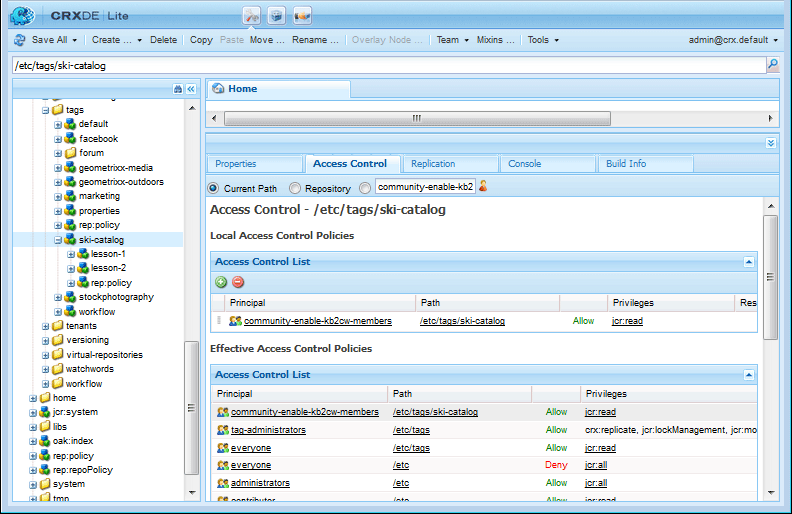 CRXDE | Lite
Save All Create ... Delete Copy Paste Move ... Rename ... Overlay Node ... Team Mixins ... Tools admin@crx.default
/etc/tags/ski-catalog
tags
default
facebook
forum
geometrixx-media
geometrixx-outdoors
marketing
properties
rep:policy
ski-catalog
lesson-1
lesson-2
rep:policy
stockphotography
workflow
tenants
versioning
virtual-repositories
watchwords
workflow
home
jcr:system
libs
oak:index
rep:policy
rep:repoPolicy
system
tmp
Home
Properties Access Control Replication Console Build Info
Current Path Repository community-enable-kb2
Access Control - /etc/tags/ski-catalog
Local Access Control Policies
Access Control List
Principal Path Privileges Res
community-enable-kb2cw-members /etc/tags/ski-catalog Allow jcr:read
Effective Access Control Policies
Access Control List
Principal Path Privileges
community-enable-kb2cw-members /etc/tags/ski-catalog Allow jcr:read
tag-administrators /etc/tags Allow crx:replicate, jcr:lockManagement, jcr:mo
everyone /etc/tags Allow jcr:read
everyone /etc Deny jcr:all
administrators /etc Allow jcr:all
contributor /etc Allow jcr:read